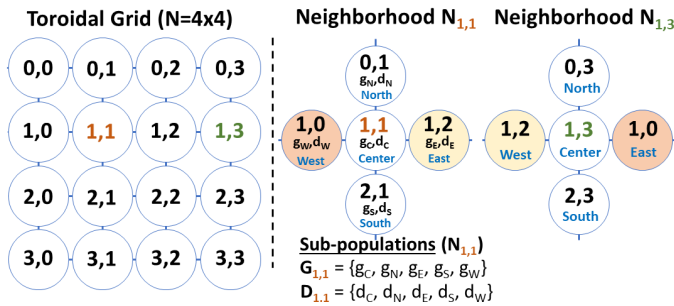 Toroidal Grid (N=4x4)
0,0 0,1 0,2 0,3
1,0 1,1 1,2 1,3
2,0 2,1 2,2 2,3
3,0 3,1 3,2 3,3
Neighborhood N1,1
0,1
gN,dN
North
1,0
gW,dW
West
1,1
gC,dC
Center
1,2
gE,dE
East
2,1
gS,dS
South
Neighborhood N1,3
0,3
North
1,2
West
1,3
Center
1,0
East
2,3
South
Sub-populations (N1,1)
G1,1 = {gC, gN, gE, gS, gW}
D1,1 = {dC, dN, dE, dS, dW}